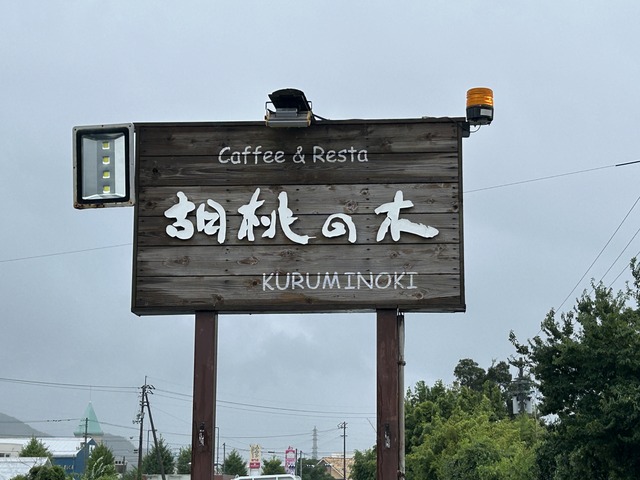 Caffee & Resta
胡桃の木
KURUMINOKI